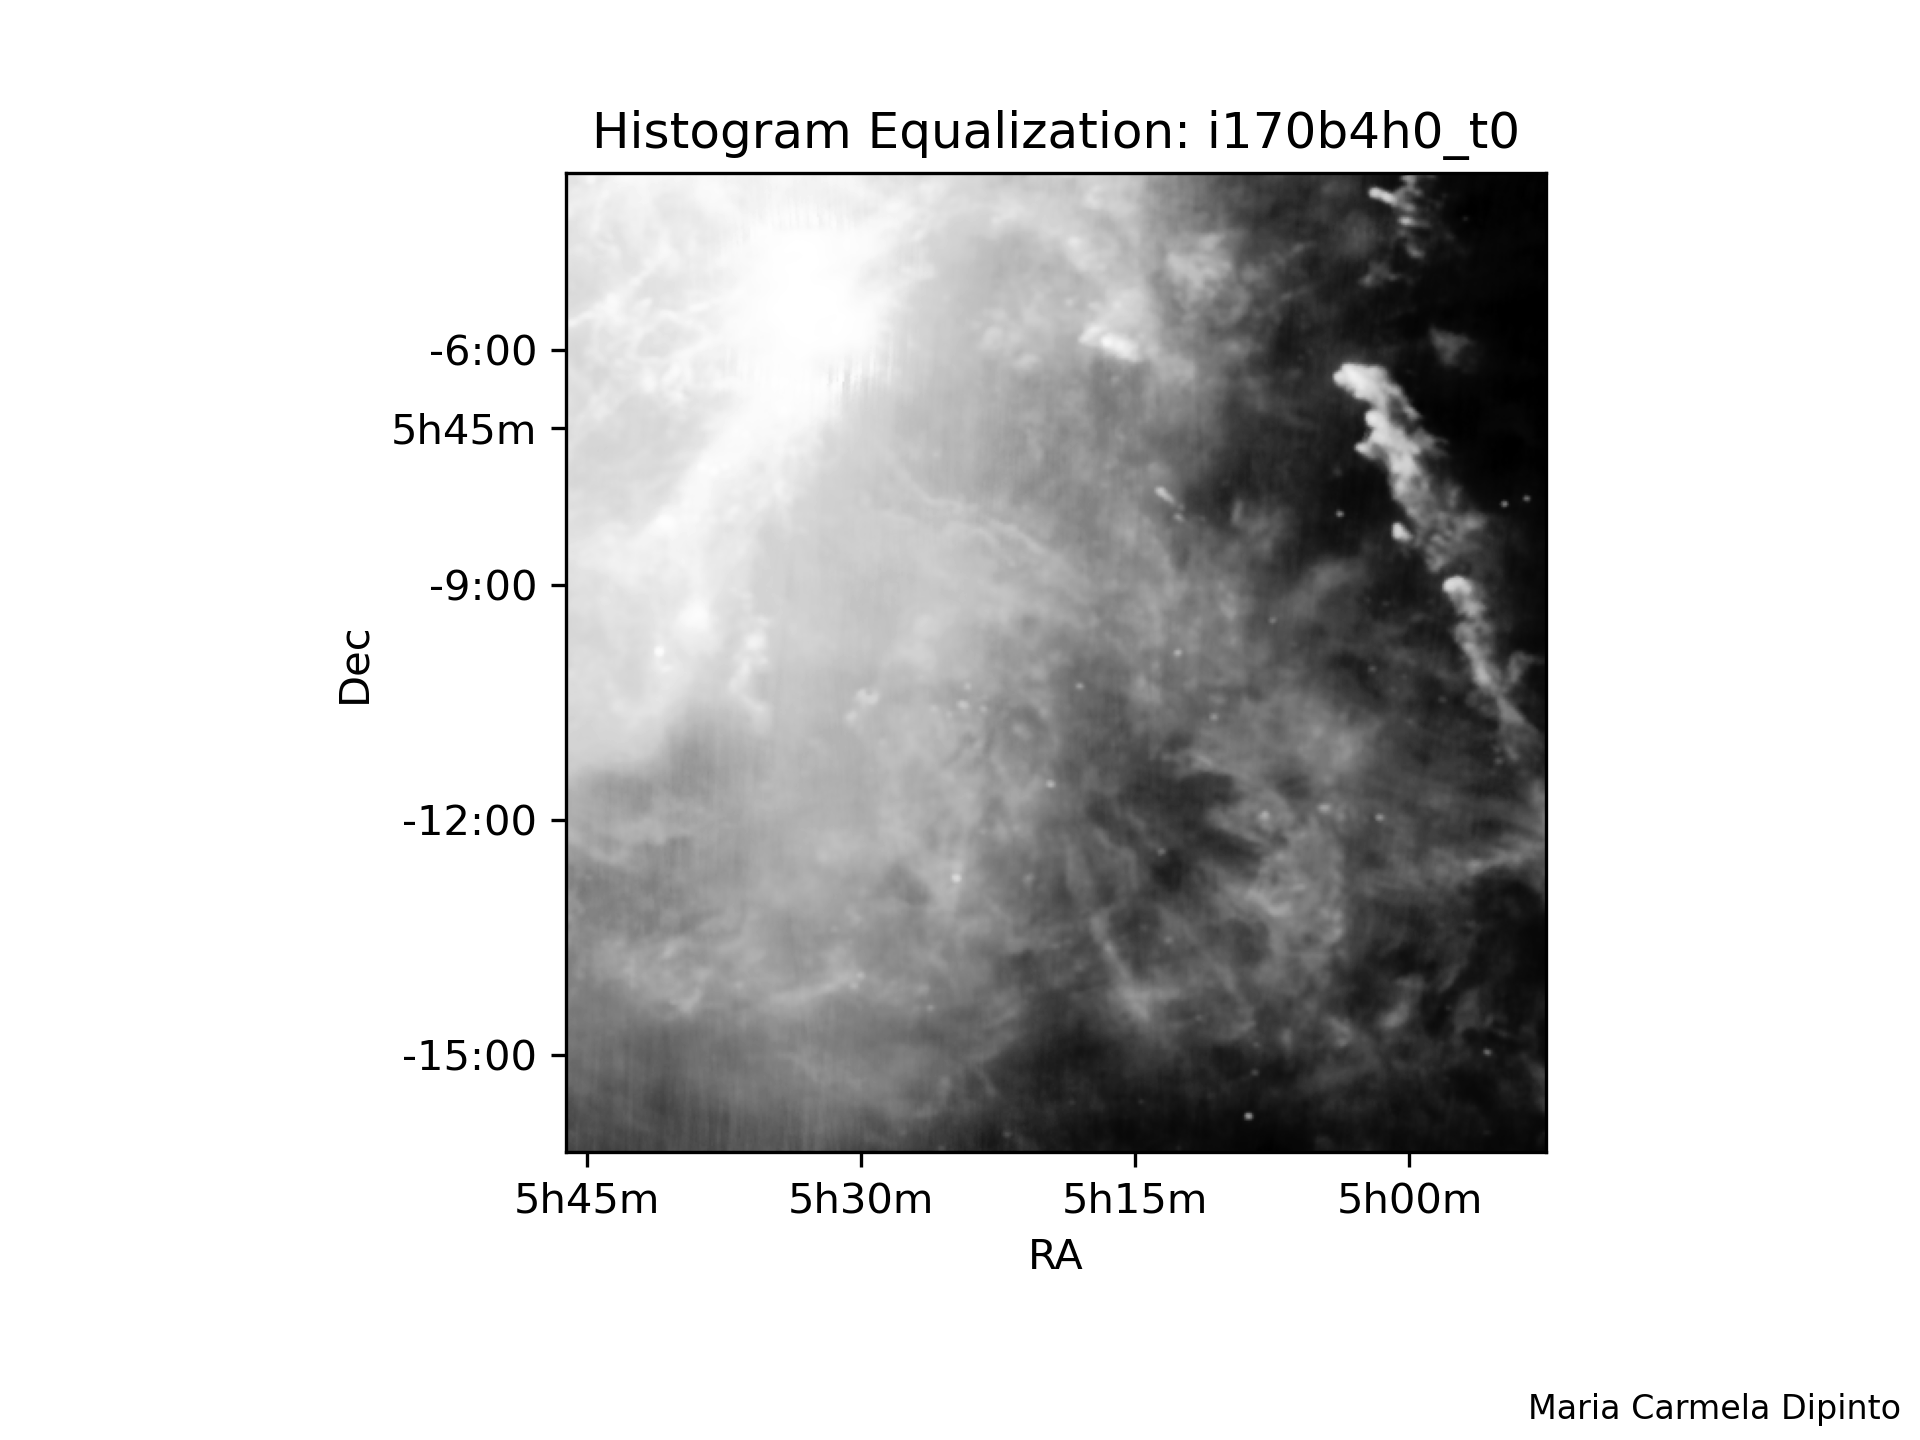 Histogram Equalization: i170b4h0_t0
-6:00
5h45m
-9:00
Dec
-12:00
-15:00
5h45m 5h30m 5h15m 5h00m
RA
Maria Carmela Dipinto